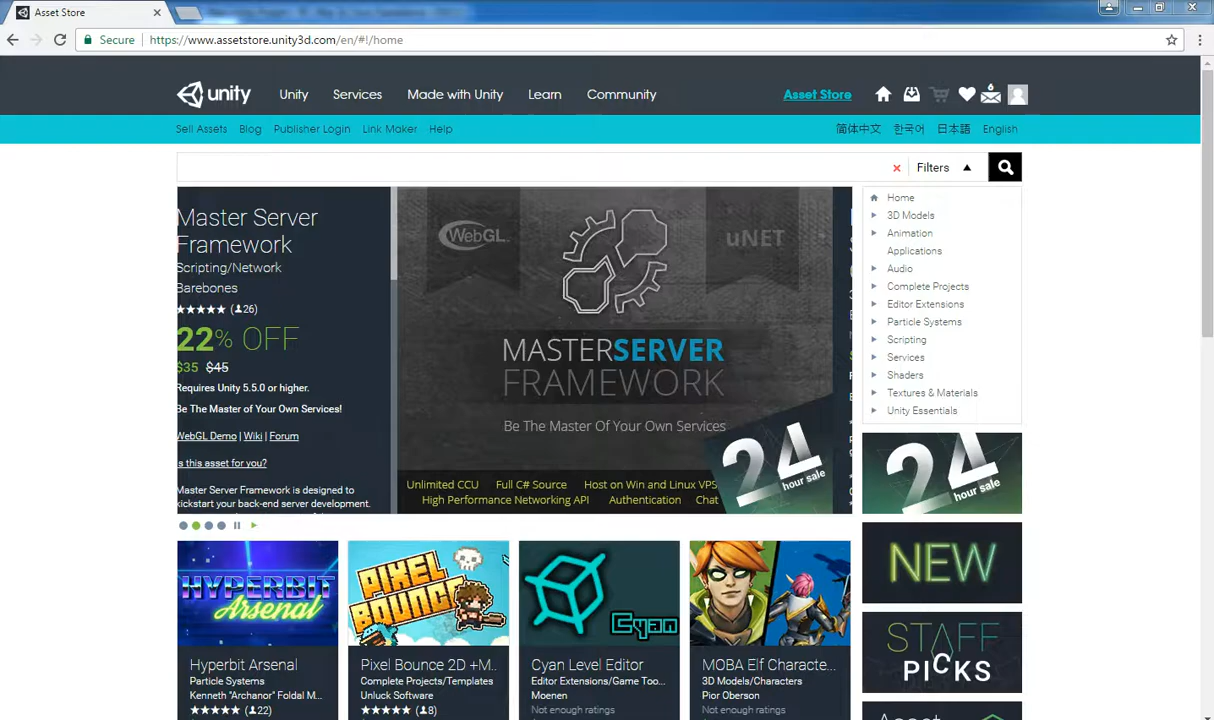 Asset Store
Secure https://www.assetstore.unity3d.com/en/#!/home
unity Unity Services Made with Unity Learn Community Asset Store
Sell Assets Blog Publisher Login Link Maker Help 简体中文 한국어 日本語 English
Filters
Master Server
Framework
Scripting/Network
Barebones
(26)
22% OFF
$35 $45
Requires Unity 5.5.0 or higher.
Be The Master of Your Own Services!
WebGL Demo | Wiki | Forum
Is this asset for you?
Master Server Framework is designed to
kickstart your back-end server development.
WebGL. uNET
MASTERSERVER
FRAMEWORK
Be The Master Of Your Own Services
Unlimited CCU Full C# Source Host on Win and Linux VPS
High Performance Networking API Authentication Chat
24
hour sale
Home
3D Models
Animation
Applications
Audio
Complete Projects
Editor Extensions
Particle Systems
Scripting
Services
Shaders
Textures & Materials
Unity Essentials
24
hour sale
NEW
STAFF
PICKS
HYPERBIT
Arsenal
Hyperbit Arsenal
Particle Systems
Kenneth "Archanor" Foldal M...
(22)
PIXEL
BOUNCE
Pixel Bounce 2D +M...
Complete Projects/Templates
Unluck Software
(8)
Cyan
Cyan Level Editor
Editor Extensions/Game Too...
Moenen
Not enough ratings
MOBA Elf Characte...
3D Models/Characters
Pior Oberson
Not enough ratings